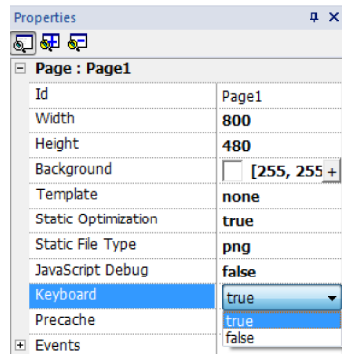 Properties
Page : Page1
Id Page1
Width 800
Height 480
Background [255, 255 +
Template none
Static Optimization true
Static File Type png
JavaScript Debug false
Keyboard true
Precache true
false
Events